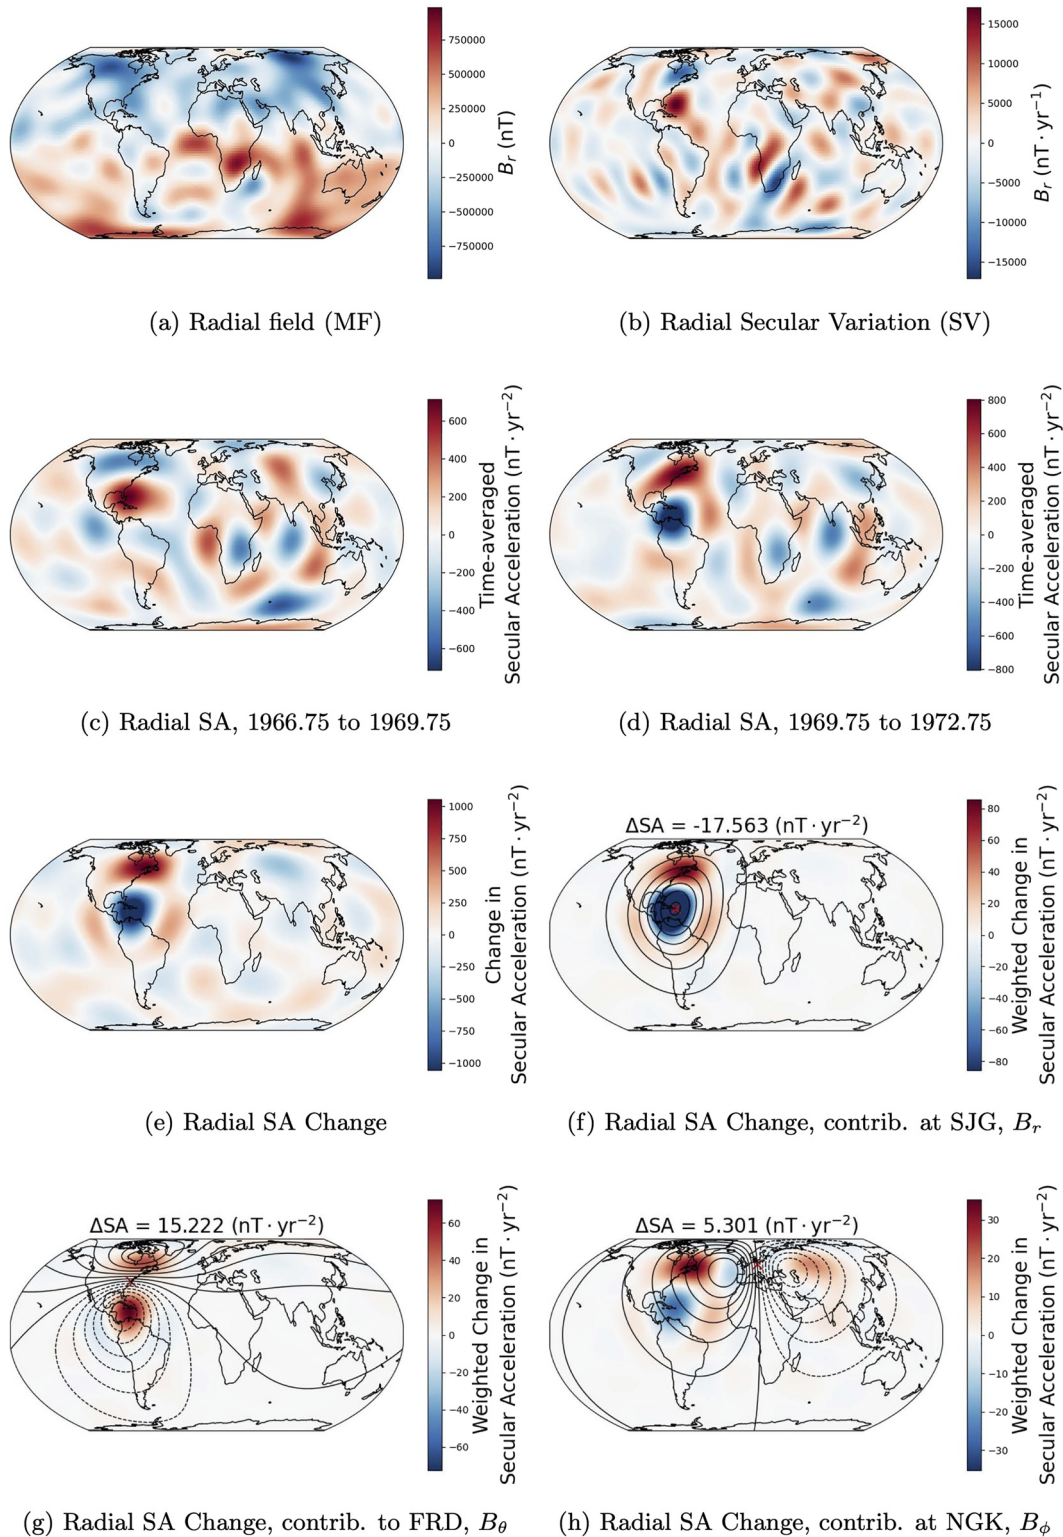 750000
500000
250000
0
−250000
−500000
−750000
B_r (nT)
15000
10000
5000
0
−5000
−10000
−15000
B_r (nT · yr⁻¹)
(a) Radial field (MF)
(b) Radial Secular Variation (SV)
600
400
200
0
−200
−400
−600
Time-averaged
Secular Acceleration (nT · yr⁻²)
800
600
400
200
0
−200
−400
−600
−800
Time-averaged
Secular Acceleration (nT · yr⁻²)
(c) Radial SA, 1966.75 to 1969.75
(d) Radial SA, 1969.75 to 1972.75
1000
750
500
250
0
−250
−500
−750
−1000
Change in
Secular Acceleration (nT · yr⁻²)
ΔSA = -17.563 (nT · yr⁻²)
80
60
40
20
0
−20
−40
−60
−80
Weighted Change in
Secular Acceleration (nT · yr⁻²)
(e) Radial SA Change
(f) Radial SA Change, contrib. at SJG, B_r
ΔSA = 15.222 (nT · yr⁻²)
60
40
20
0
−20
−40
−60
Weighted Change in
Secular Acceleration (nT · yr⁻²)
ΔSA = 5.301 (nT · yr⁻²)
30
20
10
0
−10
−20
−30
Weighted Change in
Secular Acceleration (nT · yr⁻²)
(g) Radial SA Change, contrib. to FRD, B_θ
(h) Radial SA Change, contrib. at NGK, B_ϕ